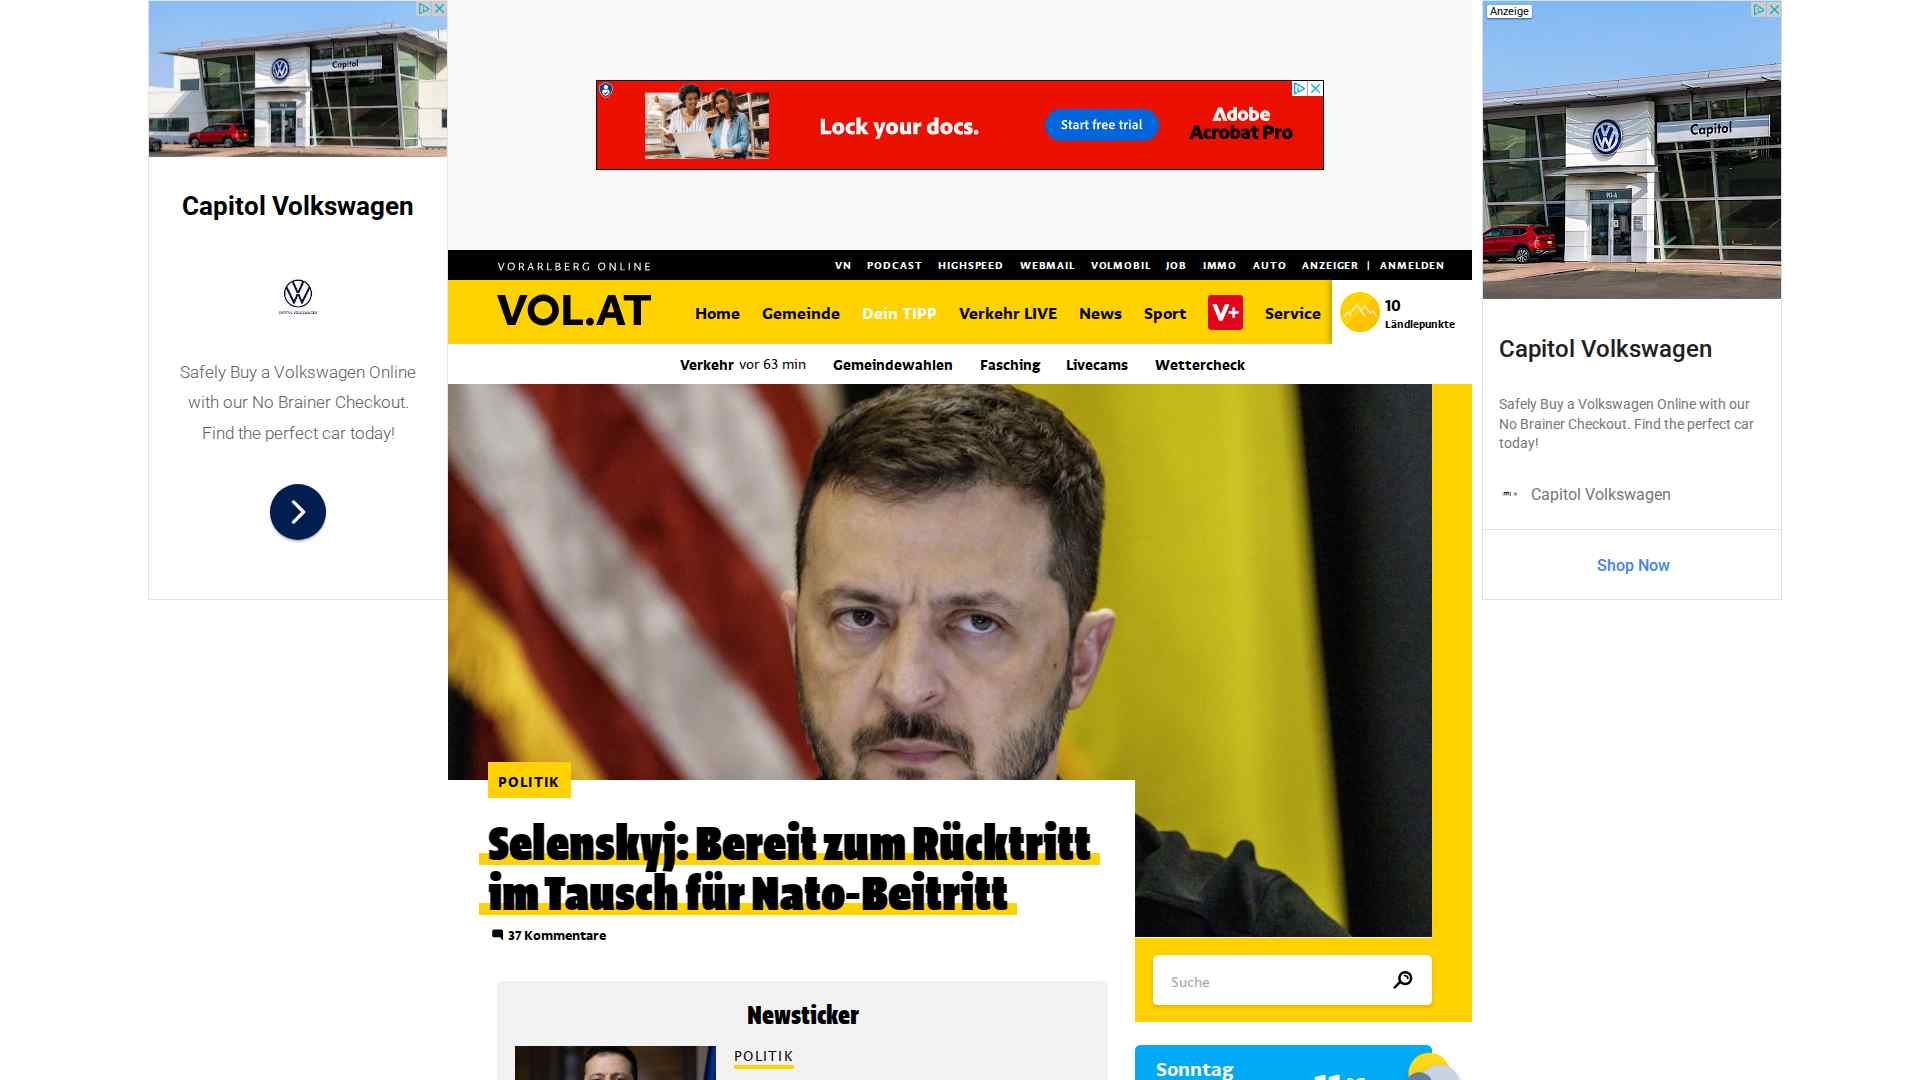 Capitol
Capitol Volkswagen
Safely Buy a Volkswagen Online
with our No Brainer Checkout.
Find the perfect car today!
Lock your docs.
Start free trial
Adobe
Acrobat Pro
Anzeige
Capitol
Capitol Volkswagen
Safely Buy a Volkswagen Online with our
No Brainer Checkout. Find the perfect car
today!
Capitol Volkswagen
Shop Now
VORARLBERG ONLINE
VN PODCAST HIGHSPEED WEBMAIL VOLMOBIL JOB IMMO AUTO ANZEIGER | ANMELDEN
VOL.AT
Home Gemeinde Dein TIPP Verkehr LIVE News Sport V+ Service
10
Ländlepunkte
Verkehr vor 63 min Gemeindewahlen Fasching Livecams Wettercheck
POLITIK
Selenskyj: Bereit zum Rücktritt
im Tausch für Nato-Beitritt
37 Kommentare
Suche
Newsticker
POLITIK
Sonntag